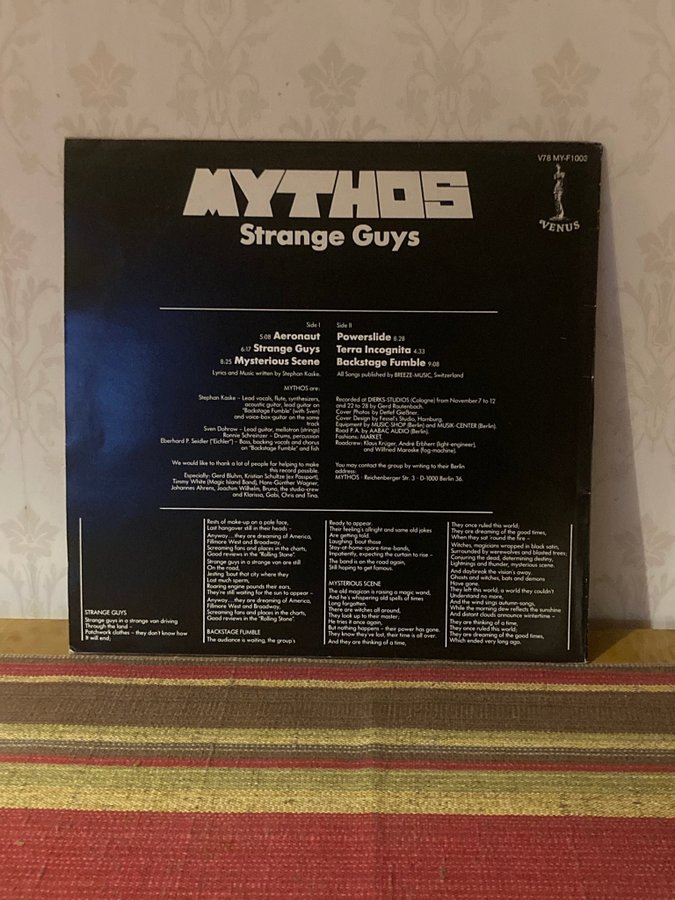 V78 MY-F1003
MYTHOS
VENUS
Strange Guys
Side I
5:08 Aeronaut
6:17 Strange Guys
8:25 Mysterious Scene
Lyrics and Music written by Stephan Kaske.
Side II
Powerslide 8:28
Terra Incognita 4:33
Backstage Fumble 9:08
All Songs published by BREEZE-MUSIC, Switzerland
MYTHOS are:
Stephan Kaske – Lead vocals, flute, synthesizers,
acoustic guitar, lead guitar on
"Backstage Fumble" (with Sven)
and voice-box-guitar on the same
track
Sven Dohrow – Lead guitar, mellotron (strings)
Ronnie Schreinzer – Drums, percussion
Eberhard P. Seidler ("Eichler") – Bass, backing vocals and chorus
on "Backstage Fumble" and fish
We would like to thank a lot of people for helping to make
this record possible.
Especially: Gerd Bluhm, Kristian Schultze (ex Passport),
Timmy White (Magic Island Band), Hans-Günther Wagner,
Johannes Ahrens, Joachim Wilhelm, Bruno, the studio-crew
and Klarissa, Gabi, Chris and Tina.
Recorded at DIERKS-STUDIOS (Cologne) from November 7 to 12
and 22 to 28 by Gerd Rautenbach.
Cover Photos by Detlef Gießner.
Cover Design by Fessel's Studio, Hamburg.
Equipment by MUSIC-SHOP (Berlin) and MUSIK-CENTER (Berlin).
Road P.A. by AABAC AUDIO (Berlin).
Fashions: MARKET.
Roadcrew: Klaus Krüger, André Erbherr (light-engineer),
and Wilfried Maroske (fog-machine).
You may contact the group by writing to their Berlin
address:
MYTHOS · Reichenberger Str. 3 · D-1000 Berlin 36.
STRANGE GUYS
Strange guys in a strange van driving
Through the land –
Patchwork clothes – they don't know how
It will end;
Rests of make-up on a pale face,
Last hangover still in their heads –
Anyway....they are dreaming of America,
Fillmore West and Broadway,
Screaming fans and places in the charts,
Good reviews in the "Rolling Stone".
Strange guys in a strange van are still
On the road,
Jesting 'bout that city where they
Lost much sperm,
Roaring engine pounds their ears,
They're still waiting for the sun to appear –
Anyway....they are dreaming of America,
Fillmore West and Broadway,
Screaming fans and places in the charts,
Good reviews in the "Rolling Stone".
BACKSTAGE FUMBLE
The audience is waiting, the group's
Ready to appear.
Their feeling's allright and same old jokes
Are getting told.
Laughing 'bout those
Stay-at-home-spare-time-bands,
Impatiently, expecting the curtain to rise –
The band is on the road again,
Still hoping to get famous.
MYSTERIOUS SCENE
The old magican is raising a magic wand,
And he's whispering old spells of times
Long forgotten.
There are witches all around,
They look up to their master;
He tries it once again,
But nothing happens – their power has gone.
They know they've lost, their time is all over.
And they're thinking of a time,
They once ruled this world;
They are dreaming of the good times,
When they sat 'round the fire –
Witches, magicians wrapped in black satin,
Surrounded by werewolves and blasted trees;
Conjuring the dead, determining destiny,
Lightnings and thunder, mysterious scene.
And daybreak the vision's away.
Ghosts and witches, bats and demons
Have gone.
They left this world, a world they couldn't
Understand no more,
And the wind sings autumn-songs,
While the morning dew reflects the sunshine
And distant clouds announce wintertime –
They are thinking of a time,
They once ruled this world;
They are dreaming of the good times,
Which ended very long ago.